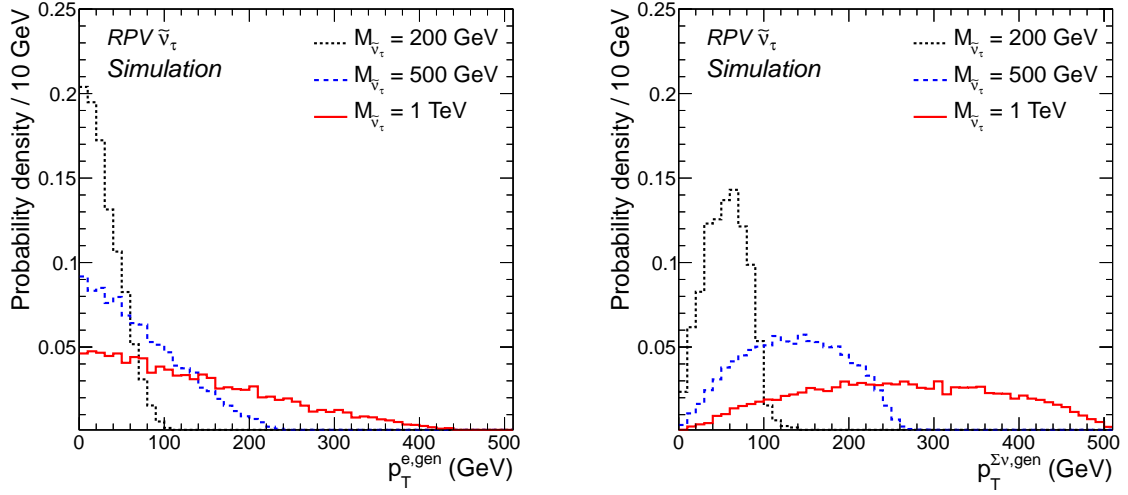 0.25
RPV ν̃τ
Simulation
Mν̃τ = 200 GeV
Mν̃τ = 500 GeV
Mν̃τ = 1 TeV
0.2
0.15
0.1
0.05
Probability density / 10 GeV
0 100 200 300 400 500
pT^e,gen (GeV)
0.25
RPV ν̃τ
Simulation
Mν̃τ = 200 GeV
Mν̃τ = 500 GeV
Mν̃τ = 1 TeV
0.2
0.15
0.1
0.05
Probability density / 10 GeV
0 100 200 300 400 500
pT^Σν,gen (GeV)